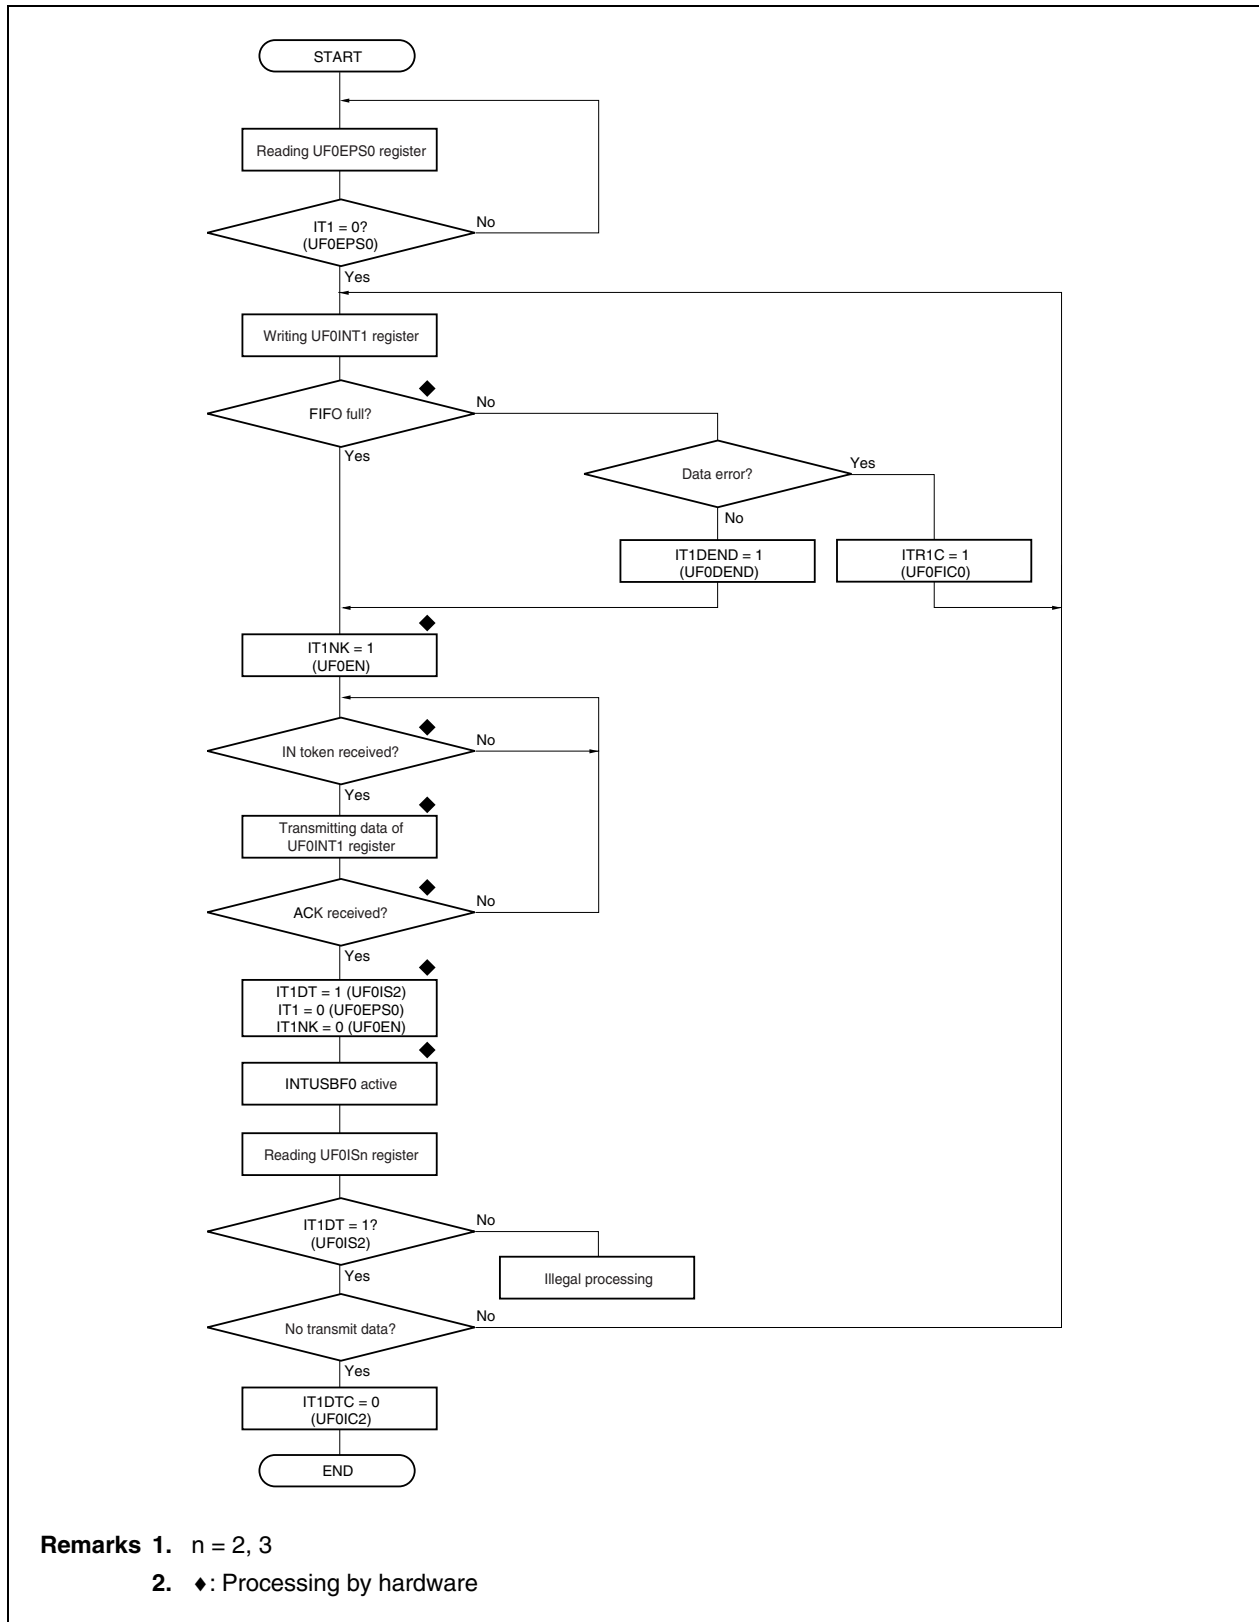 START
Reading UF0EPS0 register
IT1 = 0?
(UF0EPS0)
No
Yes
Writing UF0INT1 register
FIFO full?
◆
No
Yes
Data error?
Yes
No
IT1DEND = 1
(UF0DEND)
ITR1C = 1
(UF0FIC0)
◆
IT1NK = 1
(UF0EN)
◆
IN token received?
No
Yes
◆
Transmitting data of
UF0INT1 register
◆
ACK received?
No
Yes
◆
IT1DT = 1 (UF0IS2)
IT1 = 0 (UF0EPS0)
IT1NK = 0 (UF0EN)
◆
INTUSBF0 active
Reading UF0ISn register
IT1DT = 1?
(UF0IS2)
No
Yes
Illegal processing
No transmit data?
No
Yes
IT1DTC = 0
(UF0IC2)
END
Remarks 1. n = 2, 3
2. ♦: Processing by hardware